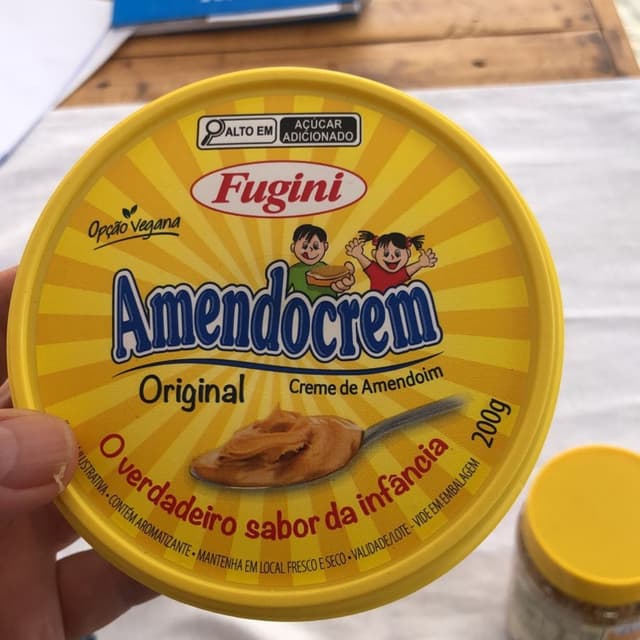 ALTO EM
AÇÚCAR
ADICIONADO
Fugini
Opção Vegana
Amendocrem
Original
Creme de Amendoim
200g
O verdadeiro sabor da infância
• CONTÉM AROMATIZANTE • MANTENHA EM LOCAL FRESCO E SECO • VALIDADE/LOTE - VIDE EM EMBALAGEM